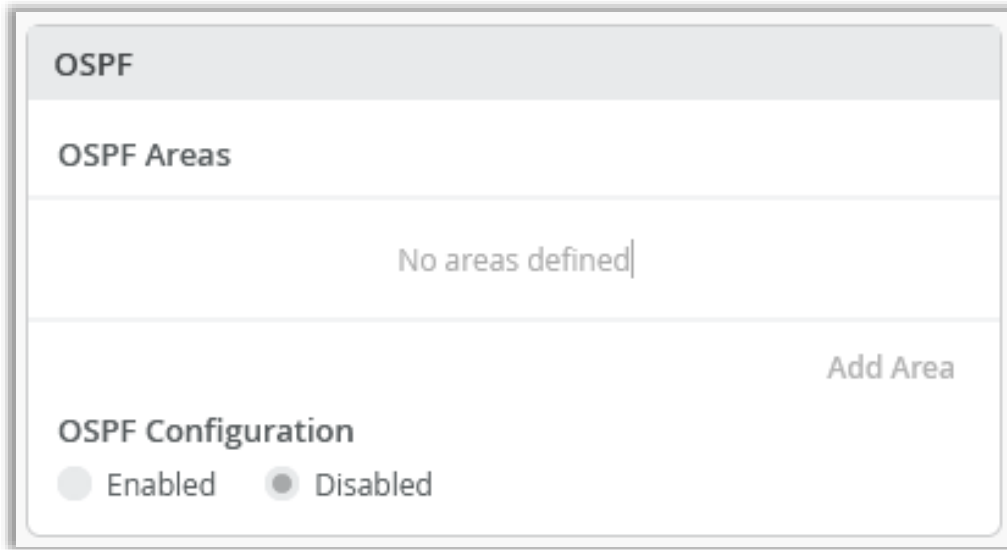 OSPF
OSPF Areas
No areas defined
Add Area
OSPF Configuration
Enabled Disabled